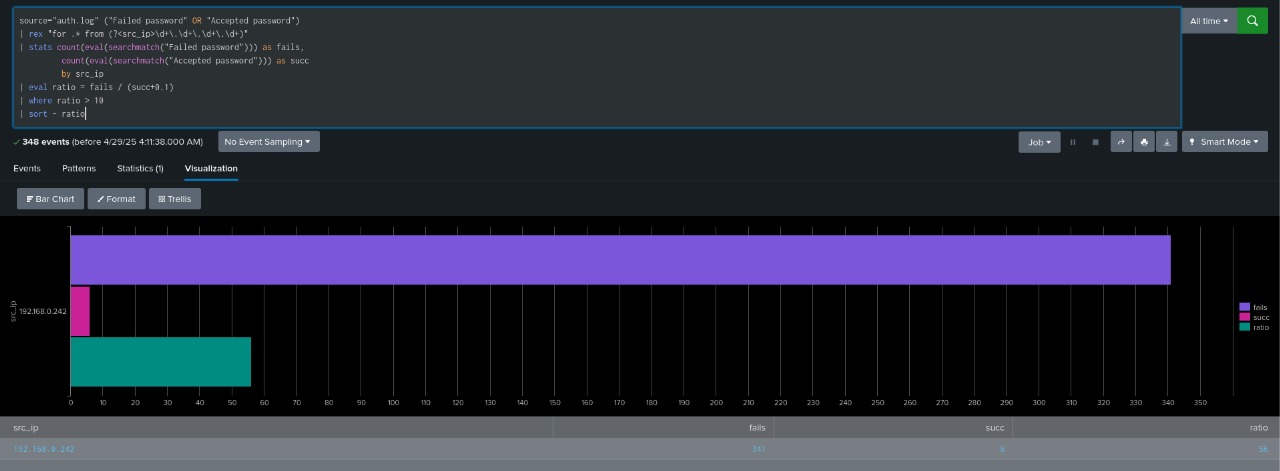 source="auth.log" ("Failed password" OR "Accepted password")
| rex "for .* from (?<src_ip>\d+\.\d+\.\d+\.\d+)"
| stats count(eval(searchmatch("Failed password"))) as fails,
count(eval(searchmatch("Accepted password"))) as succ
by src_ip
| eval ratio = fails / (succ+0.1)
| where ratio > 10
| sort - ratio
All time
✓ 348 events (before 4/29/25 4:11:38.000 AM)
No Event Sampling
Job
Smart Mode
Events Patterns Statistics (1) Visualization
Bar Chart Format Trellis
src_ip
192.168.0.242
fails
succ
ratio
0 10 20 30 40 50 60 70 80 90 100 110 120 130 140 150 160 170 180 190 200 210 220 230 240 250 260 270 280 290 300 310 320 330 340 350
src_ip fails succ ratio
192.168.0.242 341 6 56